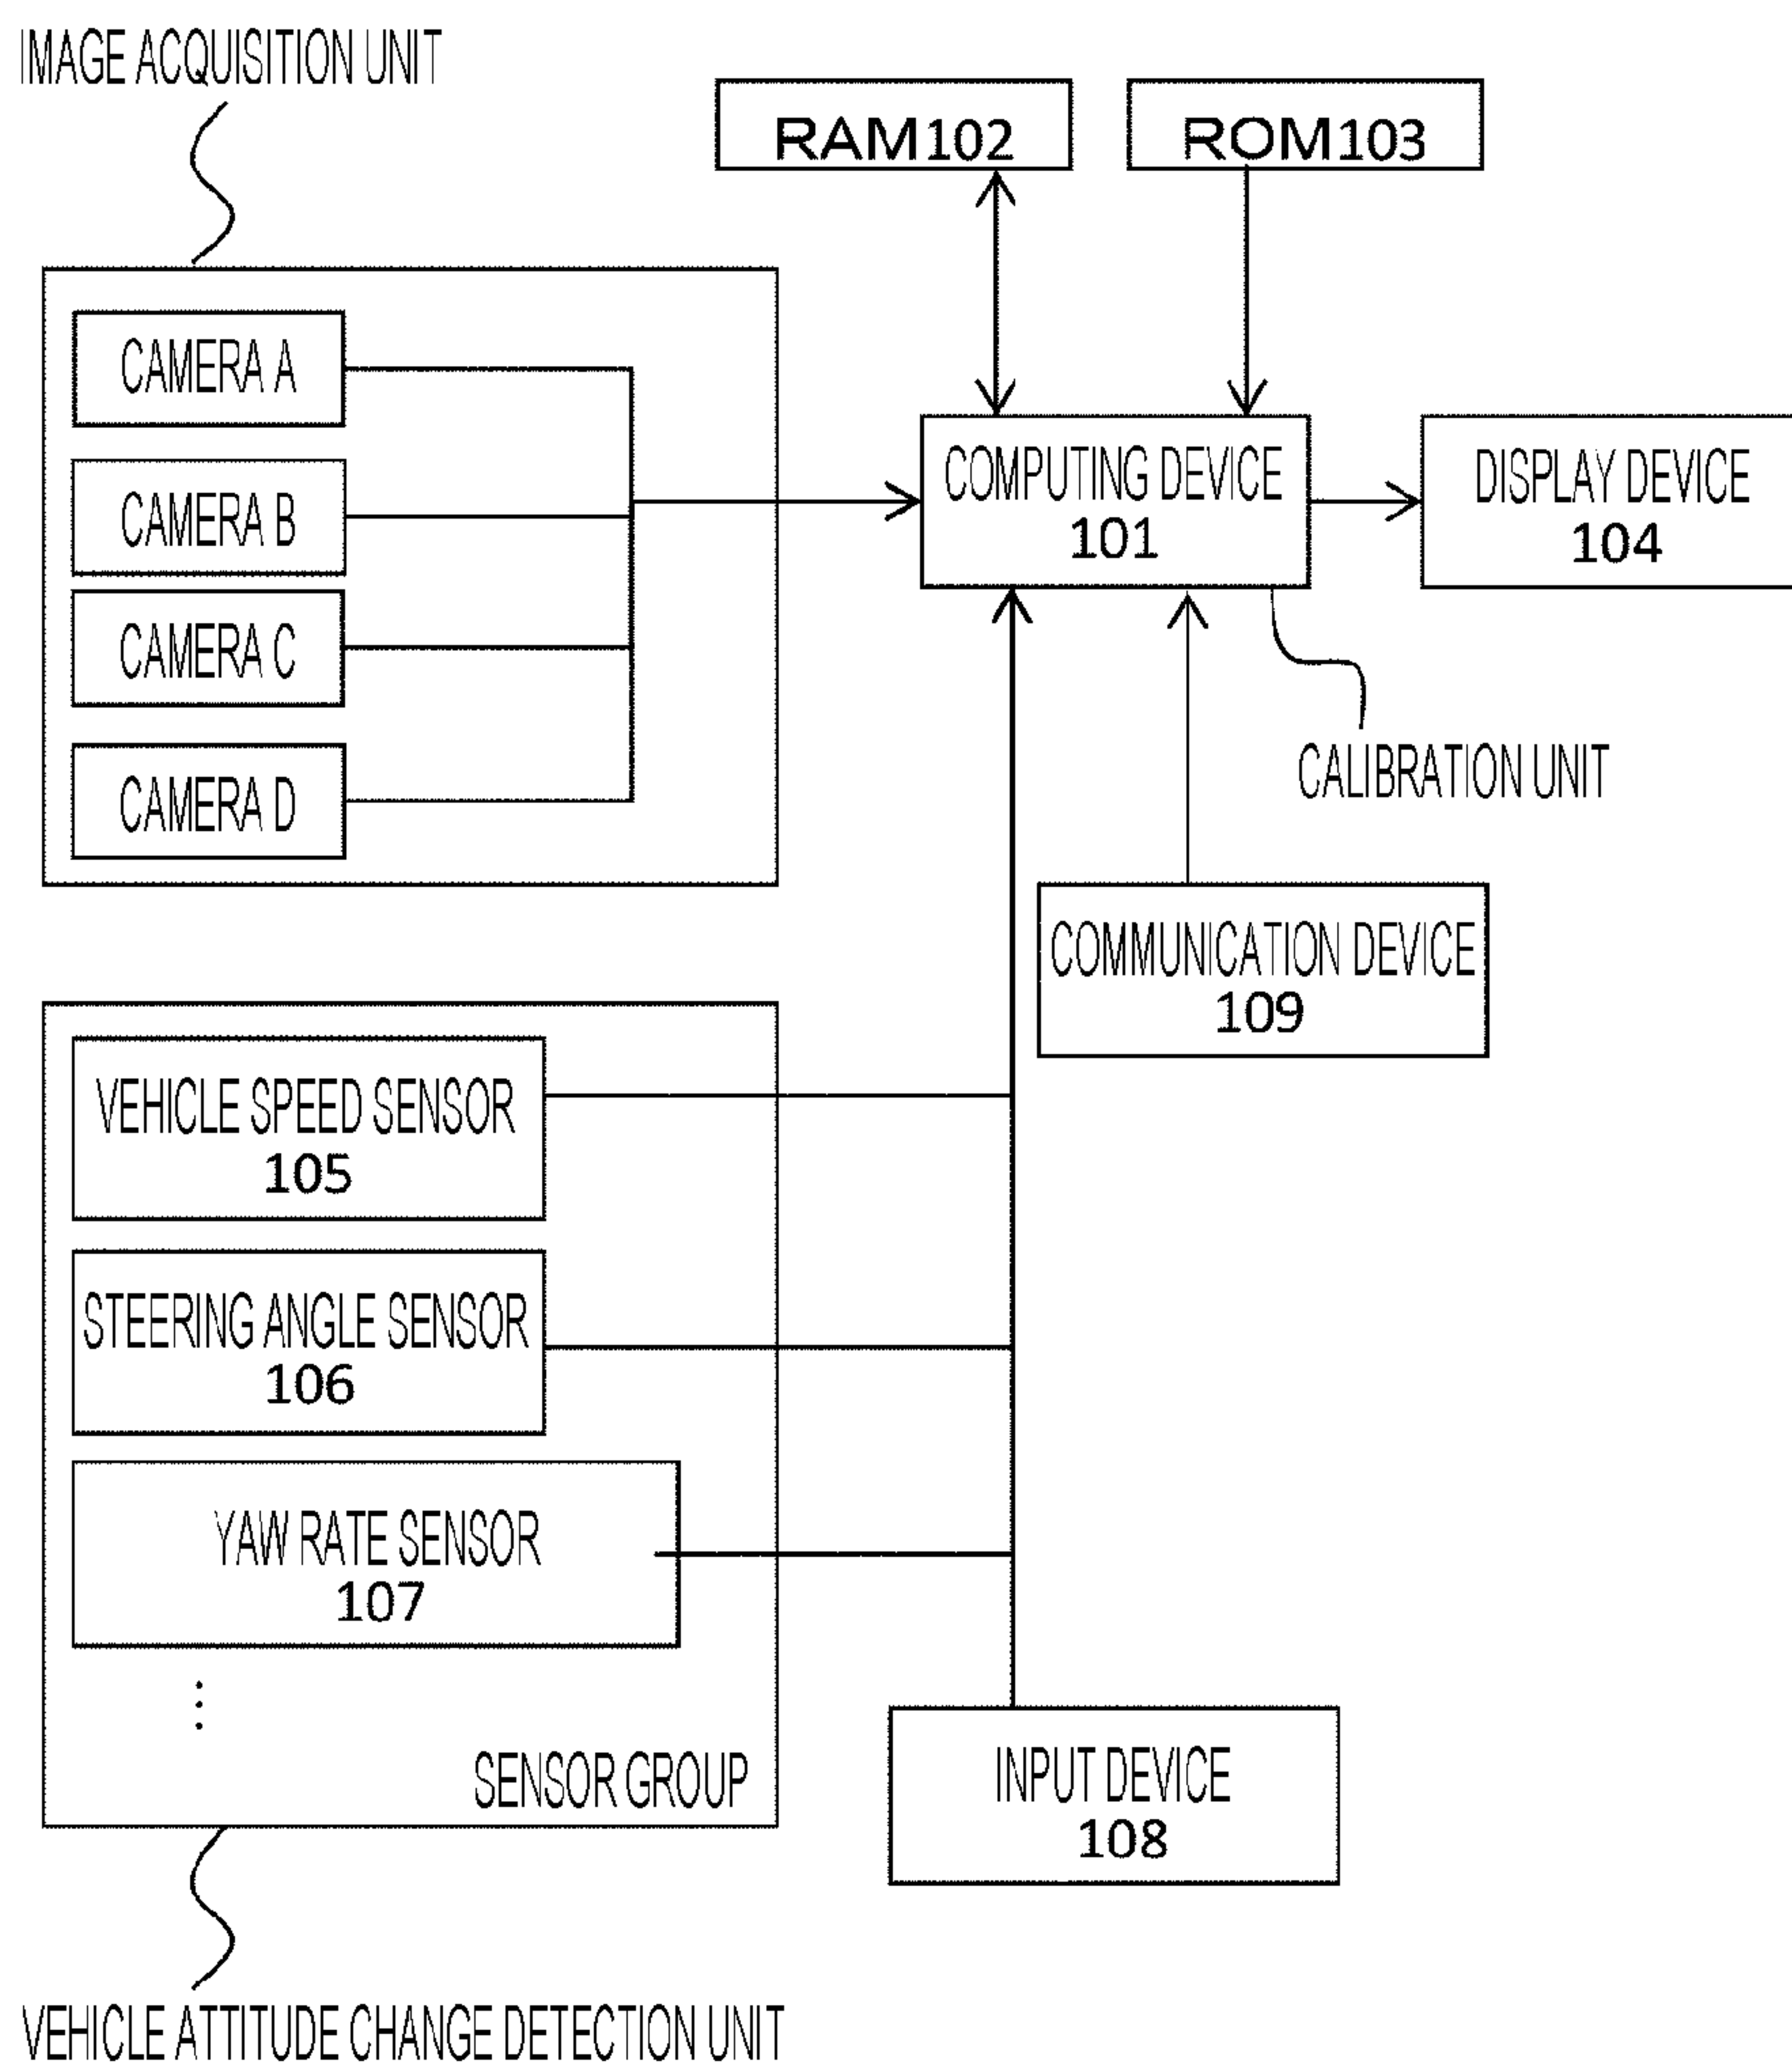 IMAGE ACQUISITION UNIT
RAM102
ROM103
CAMERA A
CAMERA B
CAMERA C
CAMERA D
COMPUTING DEVICE
101
DISPLAY DEVICE
104
CALIBRATION UNIT
COMMUNICATION DEVICE
109
VEHICLE SPEED SENSOR
105
STEERING ANGLE SENSOR
106
YAW RATE SENSOR
107
⋮
SENSOR GROUP
INPUT DEVICE
108
VEHICLE ATTITUDE CHANGE DETECTION UNIT